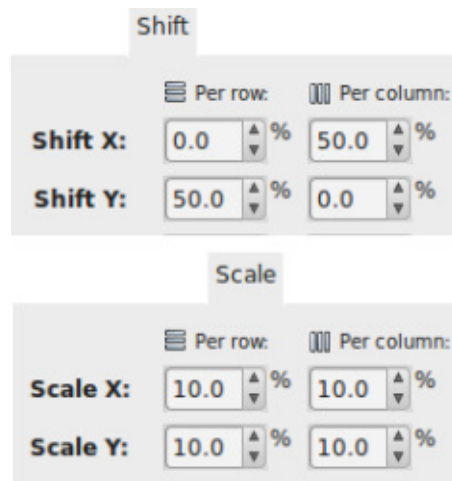 Shift
Per row: Per column:
Shift X: 0.0 % 50.0 %
Shift Y: 50.0 % 0.0 %
Scale
Per row: Per column:
Scale X: 10.0 % 10.0 %
Scale Y: 10.0 % 10.0 %